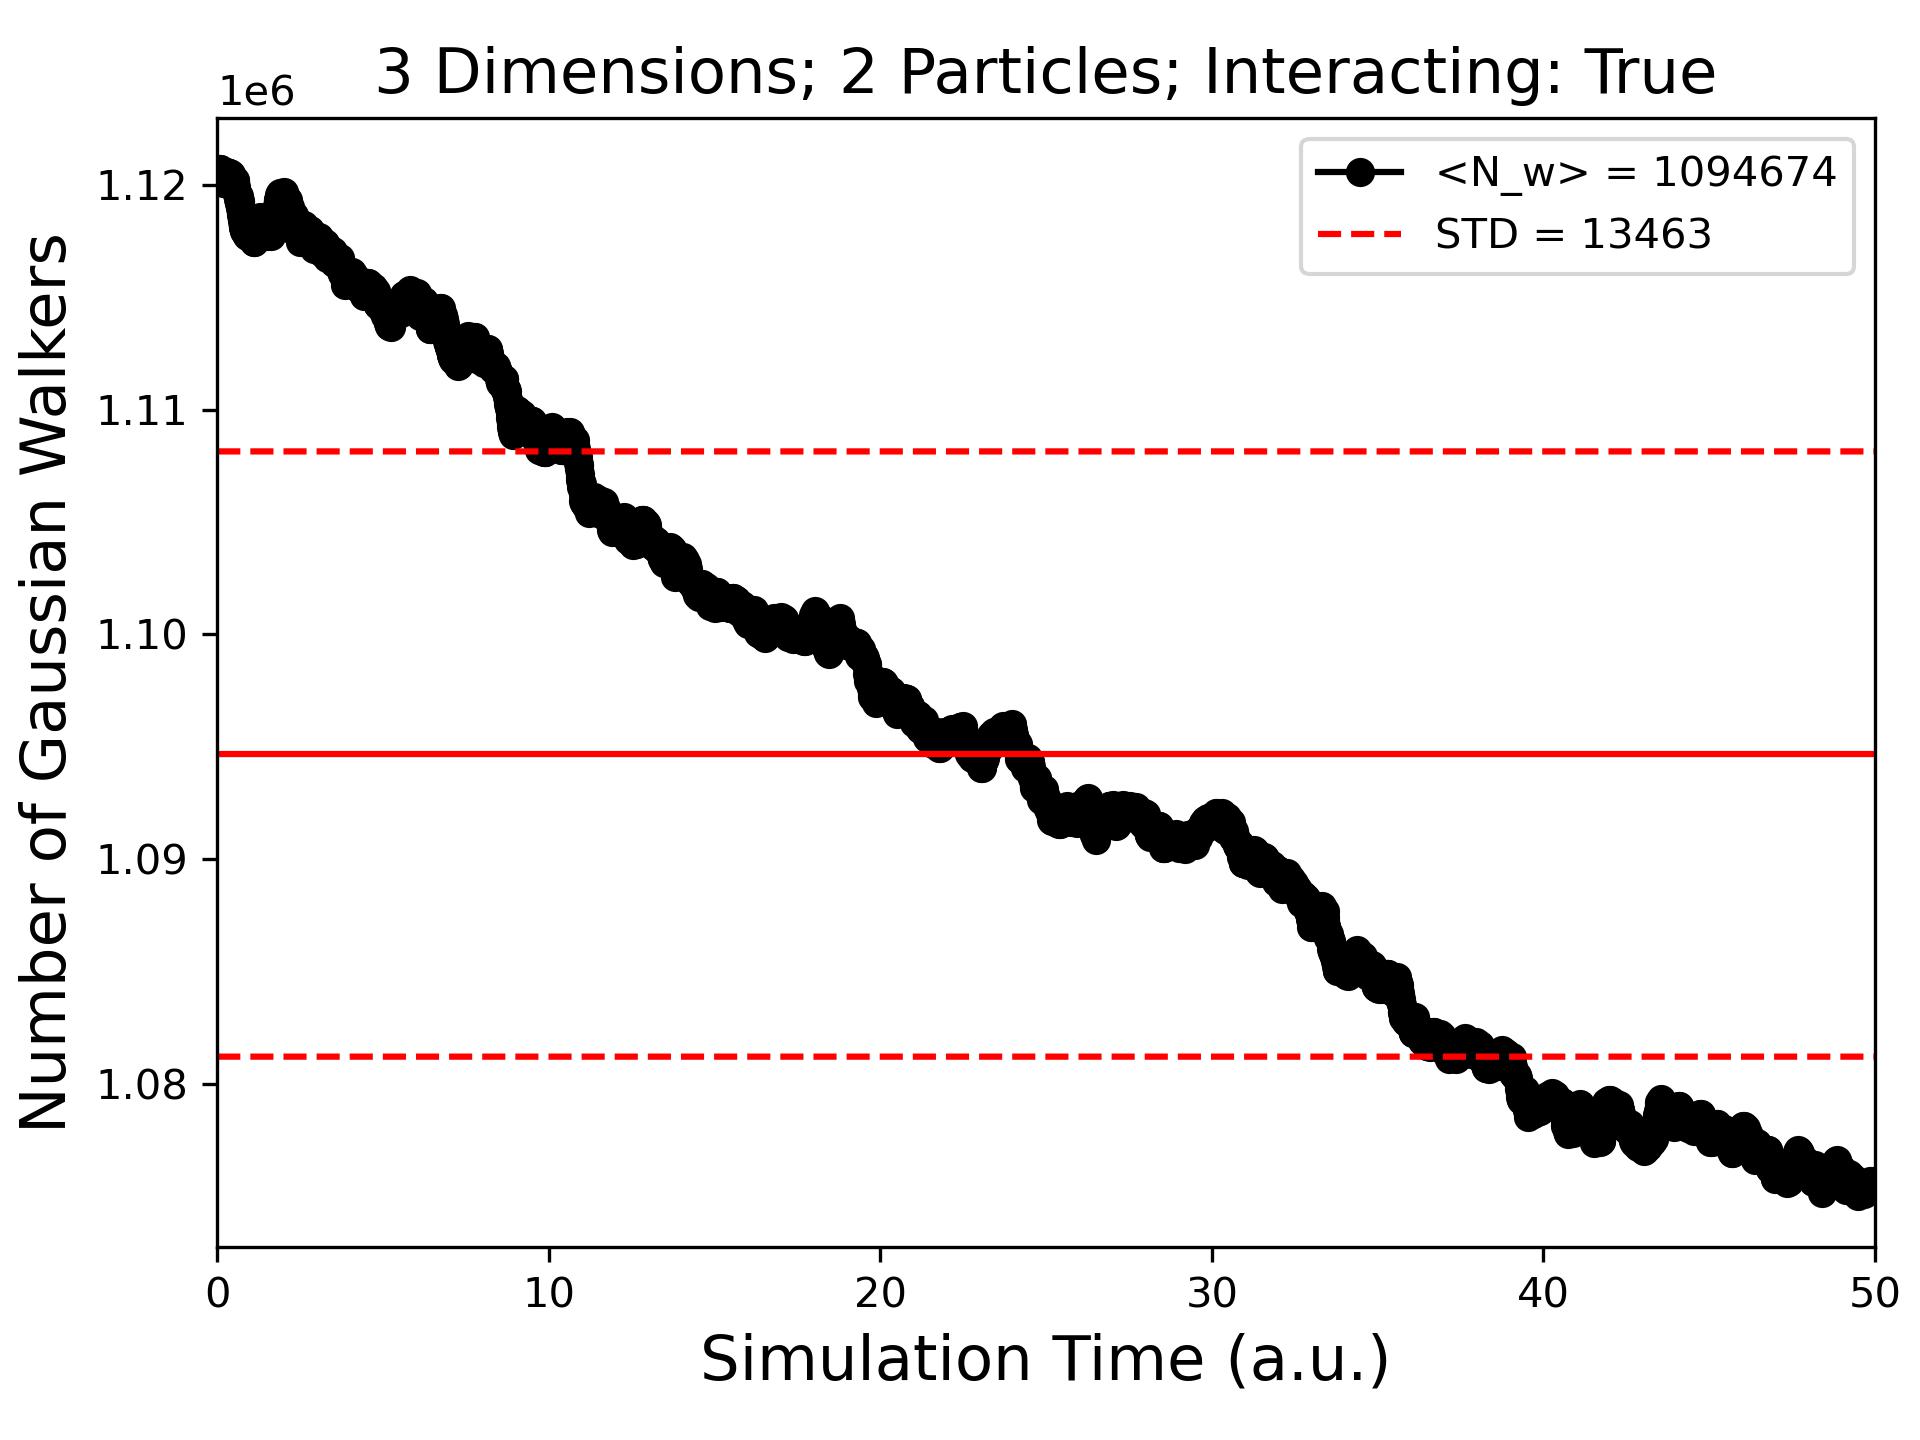 3 Dimensions; 2 Particles; Interacting: True
1e6
<N_w> = 1094674
STD = 13463
Number of Gaussian Walkers
1.12
1.11
1.10
1.09
1.08
0 10 20 30 40 50
Simulation Time (a.u.)